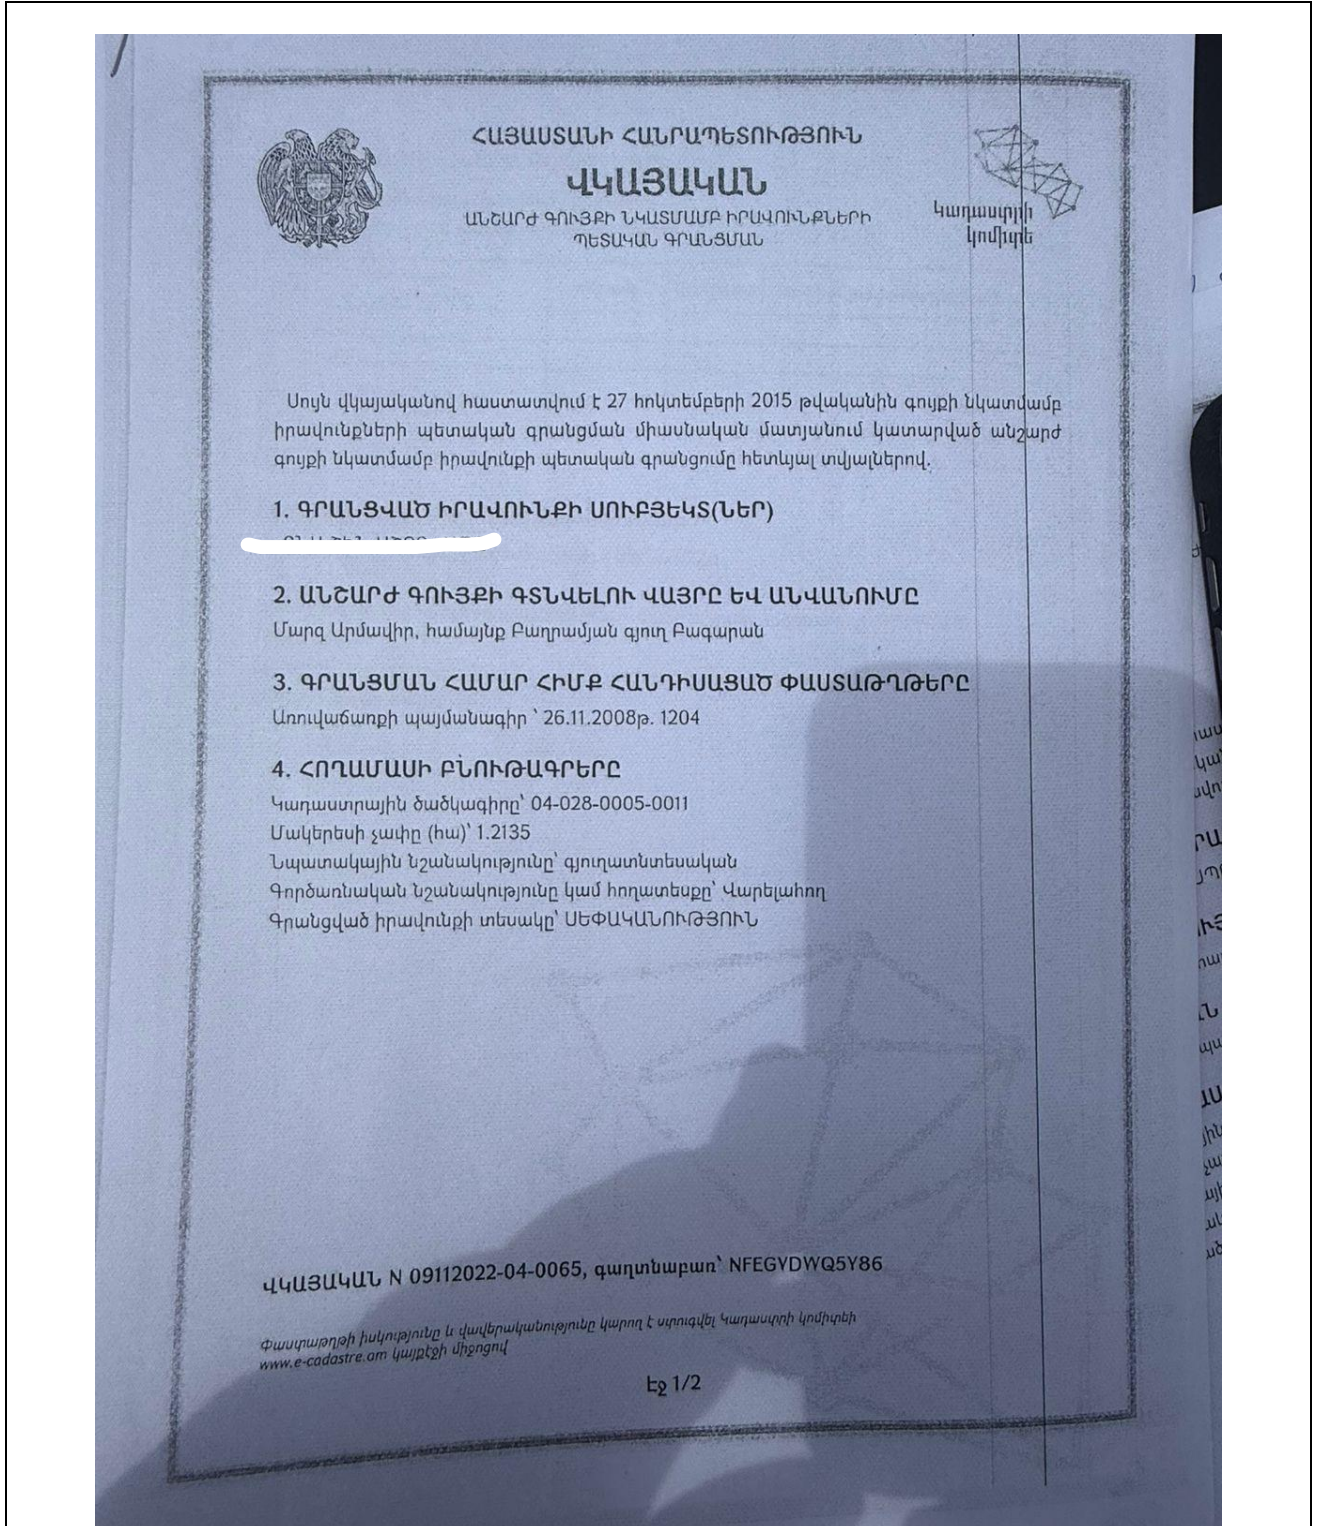 ՀԱՅԱՍՏԱՆԻ ՀԱՆՐԱՊԵՏՈՒԹՅՈՒՆ
ՎԿԱՅԱԿԱՆ
ԱՆՇԱՐԺ ԳՈՒՅՔԻ ՆԿԱՏՄԱՄԲ ԻՐԱՎՈՒՆՔՆԵՐԻ
ՊԵՏԱԿԱՆ ԳՐԱՆՑՄԱՆ
Կադաստրի
կոմիտե
Սույն վկայականով հաստատվում է 27 հոկտեմբերի 2015 թվականին գույքի նկատմամբ
իրավունքների պետական գրանցման միասնական մատյանում կատարված անշարժ
գույքի նկատմամբ իրավունքի պետական գրանցումը հետևյալ տվյալներով.
1. ԳՐԱՆՑՎԱԾ ԻՐԱՎՈՒՆՔԻ ՍՈՒԲՅԵԿՏ(ՆԵՐ)
2. ԱՆՇԱՐԺ ԳՈՒՅՔԻ ԳՏՆՎԵԼՈՒ ՎԱՅՐԸ ԵՎ ԱՆՎԱՆՈՒՄԸ
Մարզ Արմավիր, համայնք Բաղրամյան գյուղ Բագարան
3. ԳՐԱՆՑՄԱՆ ՀԱՄԱՐ ՀԻՄՔ ՀԱՆԴԻՍԱՑԱԾ ՓԱՍՏԱԹՂԹԵՐԸ
Առուվաճառքի պայմանագիր ՝ 26.11.2008թ. 1204
4. ՀՈՂԱՄԱՍԻ ԲՆՈՒԹԱԳՐԵՐԸ
Կադաստրային ծածկագիրը՝ 04-028-0005-0011
Մակերեսի չափը (հա)՝ 1.2135
Նպատակային նշանակությունը՝ գյուղատնտեսական
Գործառնական նշանակությունը կամ հողատեսքը՝ Վարելահող
Գրանցված իրավունքի տեսակը՝ ՍԵՓԱԿԱՆՈՒԹՅՈՒՆ
ՎԿԱՅԱԿԱՆ N 09112022-04-0065, գաղտնաբառ՝ NFEGYDWQ5Y86
Փաստաթղթի իսկությունը և վավերականությունը կարող է ստուգվել Կադաստրի կոմիտեի
www.e-cadastre.am կայքէջի միջոցով
Էջ 1/2